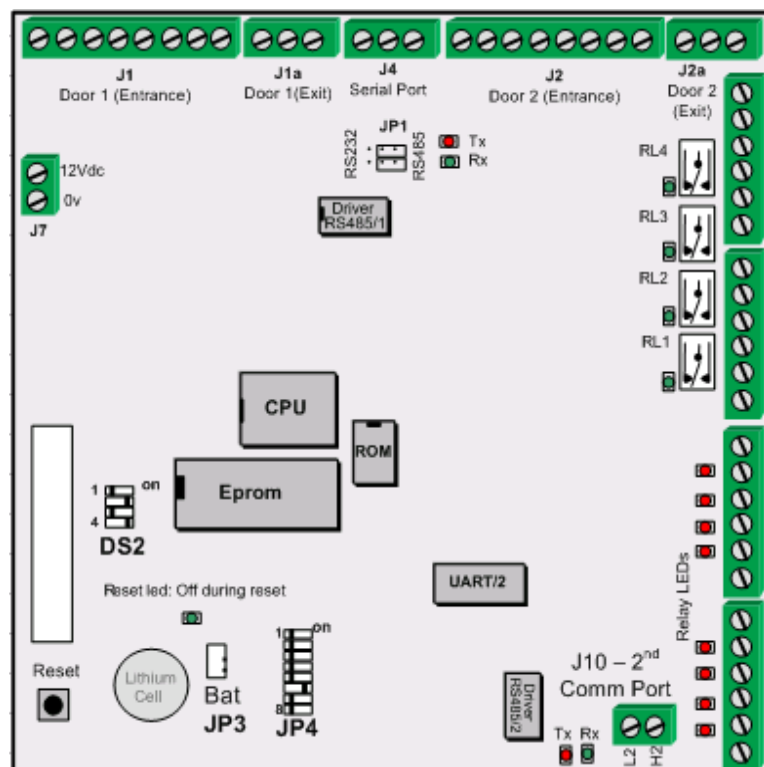 J1
Door 1 (Entrance)
J1a
Door 1(Exit)
J4
Serial Port
J2
Door 2 (Entrance)
J2a
Door 2
(Exit)
JP1
RS232
RS485
Tx
Rx
12Vdc
0v
J7
Driver
RS485/1
RL4
RL3
RL2
RL1
CPU
ROM
Eprom
1
on
4
DS2
UART/2
Relay LEDs
Reset led: Off during reset
Reset
Lithium
Cell
Bat
JP3
1
on
8
JP4
Driver
RS485/2
J10 – 2nd
Comm Port
Tx Rx
L2
H2